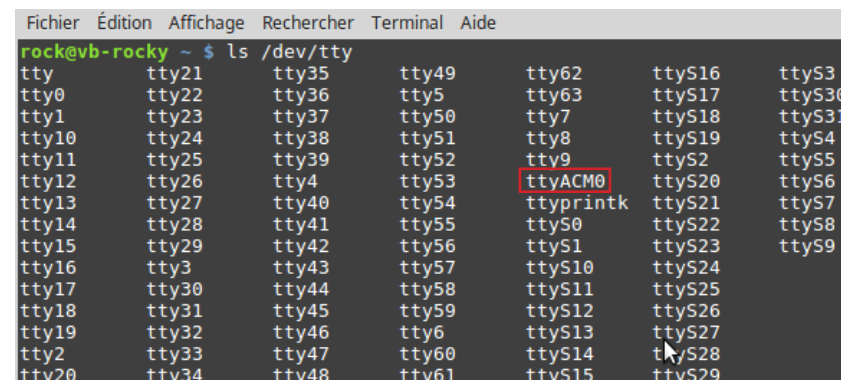 Fichier Édition Affichage Rechercher Terminal Aide
rock@vb-rocky ~ $ ls /dev/tty
tty tty21 tty35 tty49 tty62 ttyS16 ttyS3
tty0 tty22 tty36 tty5 tty63 ttyS17 ttyS30
tty1 tty23 tty37 tty50 tty7 ttyS18 ttyS31
tty10 tty24 tty38 tty51 tty8 ttyS19 ttyS4
tty11 tty25 tty39 tty52 tty9 ttyS2 ttyS5
tty12 tty26 tty4 tty53 ttyACM0 ttyS20 ttyS6
tty13 tty27 tty40 tty54 ttyprintk ttyS21 ttyS7
tty14 tty28 tty41 tty55 ttyS0 ttyS22 ttyS8
tty15 tty29 tty42 tty56 ttyS1 ttyS23 ttyS9
tty16 tty3 tty43 tty57 ttyS10 ttyS24
tty17 tty30 tty44 tty58 ttyS11 ttyS25
tty18 tty31 tty45 tty59 ttyS12 ttyS26
tty19 tty32 tty46 tty6 ttyS13 ttyS27
tty2 tty33 tty47 tty60 ttyS14 ttyS28
tty20 tty34 tty48 tty61 ttyS15 ttyS29